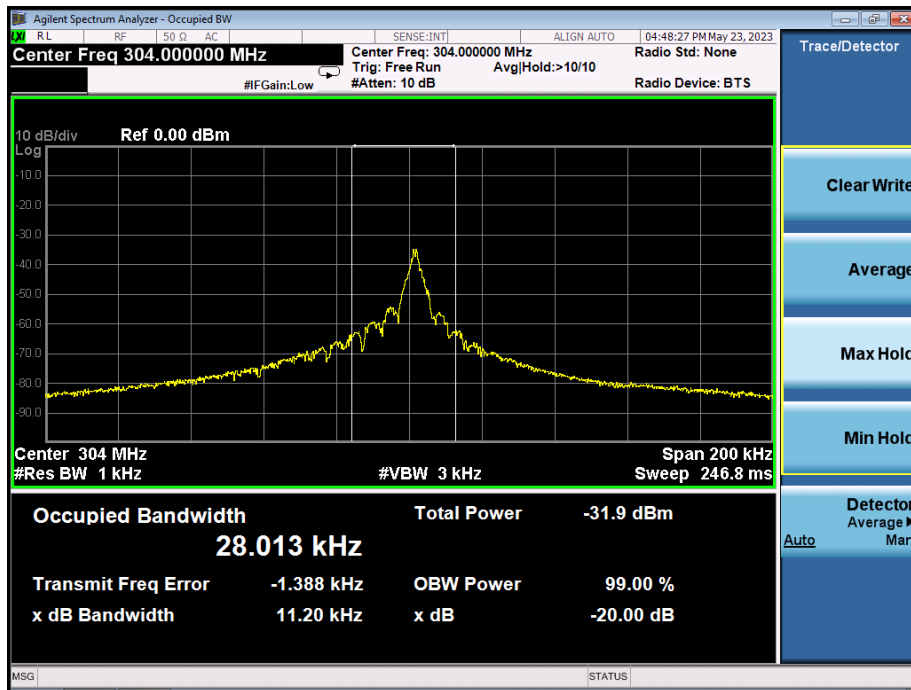 Agilent Spectrum Analyzer - Occupied BW
LXI RL RF 50 Ω AC SENSE:INT ALIGN AUTO 04:48:27 PM May 23, 2023
Center Freq 304.000000 MHz
Center Freq: 304.000000 MHz Radio Std: None
Trig: Free Run Avg|Hold:>10/10
#IFGain:Low #Atten: 10 dB Radio Device: BTS
Trace/Detector
10 dB/div Ref 0.00 dBm
Log
-10.0
-20.0
-30.0
-40.0
-50.0
-60.0
-70.0
-80.0
-90.0
Clear Write
Average
Max Hold
Min Hold
Detector
Average
Auto Man
Center 304 MHz Span 200 kHz
#Res BW 1 kHz #VBW 3 kHz Sweep 246.8 ms
Occupied Bandwidth Total Power -31.9 dBm
28.013 kHz
Transmit Freq Error -1.388 kHz OBW Power 99.00 %
x dB Bandwidth 11.20 kHz x dB -20.00 dB
MSG STATUS